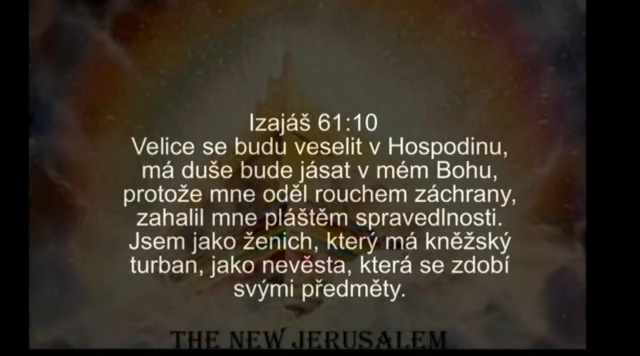 Izajáš 61:10
Velice se budu veselit v Hospodinu,
má duše bude jásat v mém Bohu,
protože mne oděl rouchem záchrany,
zahalil mne pláštěm spravedlnosti.
Jsem jako ženich, který má kněžský
turban, jako nevěsta, která se zdobí
svými předměty.
THE NEW JERUSALEM